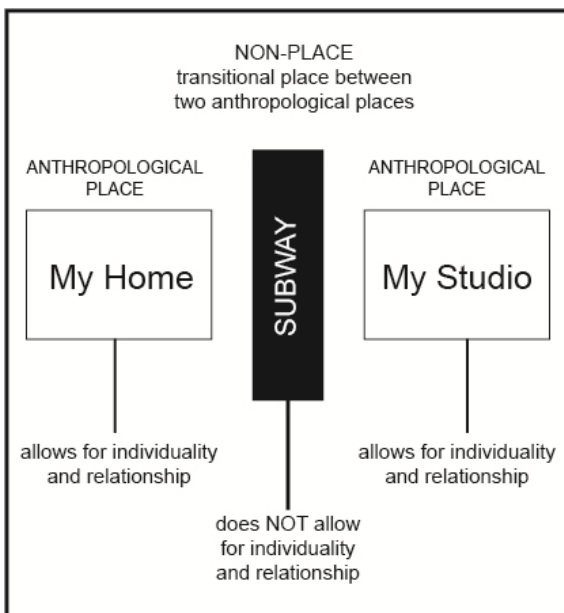 NON-PLACE
transitional place between
two anthropological places
ANTHROPOLOGICAL
PLACE
My Home
allows for individuality
and relationship
SUBWAY
does NOT allow
for individuality
and relationship
ANTHROPOLOGICAL
PLACE
My Studio
allows for individuality
and relationship